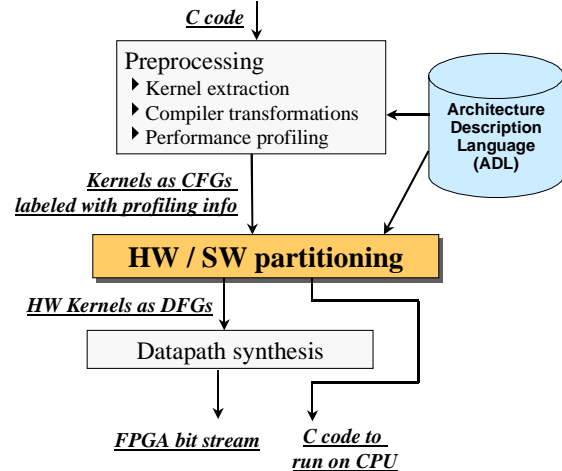 C code
Preprocessing
Kernel extraction
Compiler transformations
Performance profiling
Architecture
Description
Language
(ADL)
Kernels as CFGs
labeled with profiling info
HW / SW partitioning
HW Kernels as DFGs
Datapath synthesis
FPGA bit stream
C code to
run on CPU